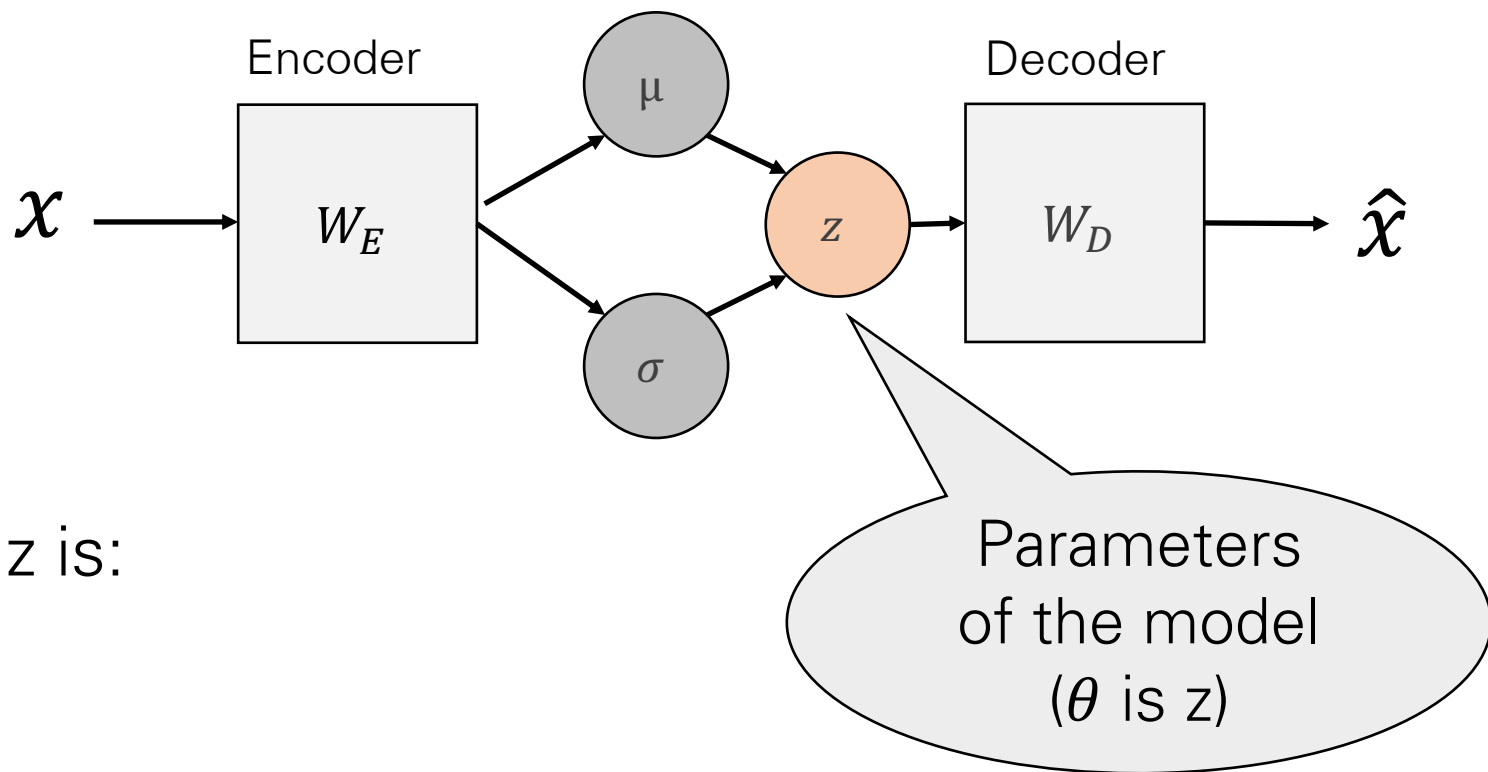 Encoder
Decoder
μ
x
W_E
z
W_D
x̂
σ
z is:
Parameters
of the model
(θ is z)